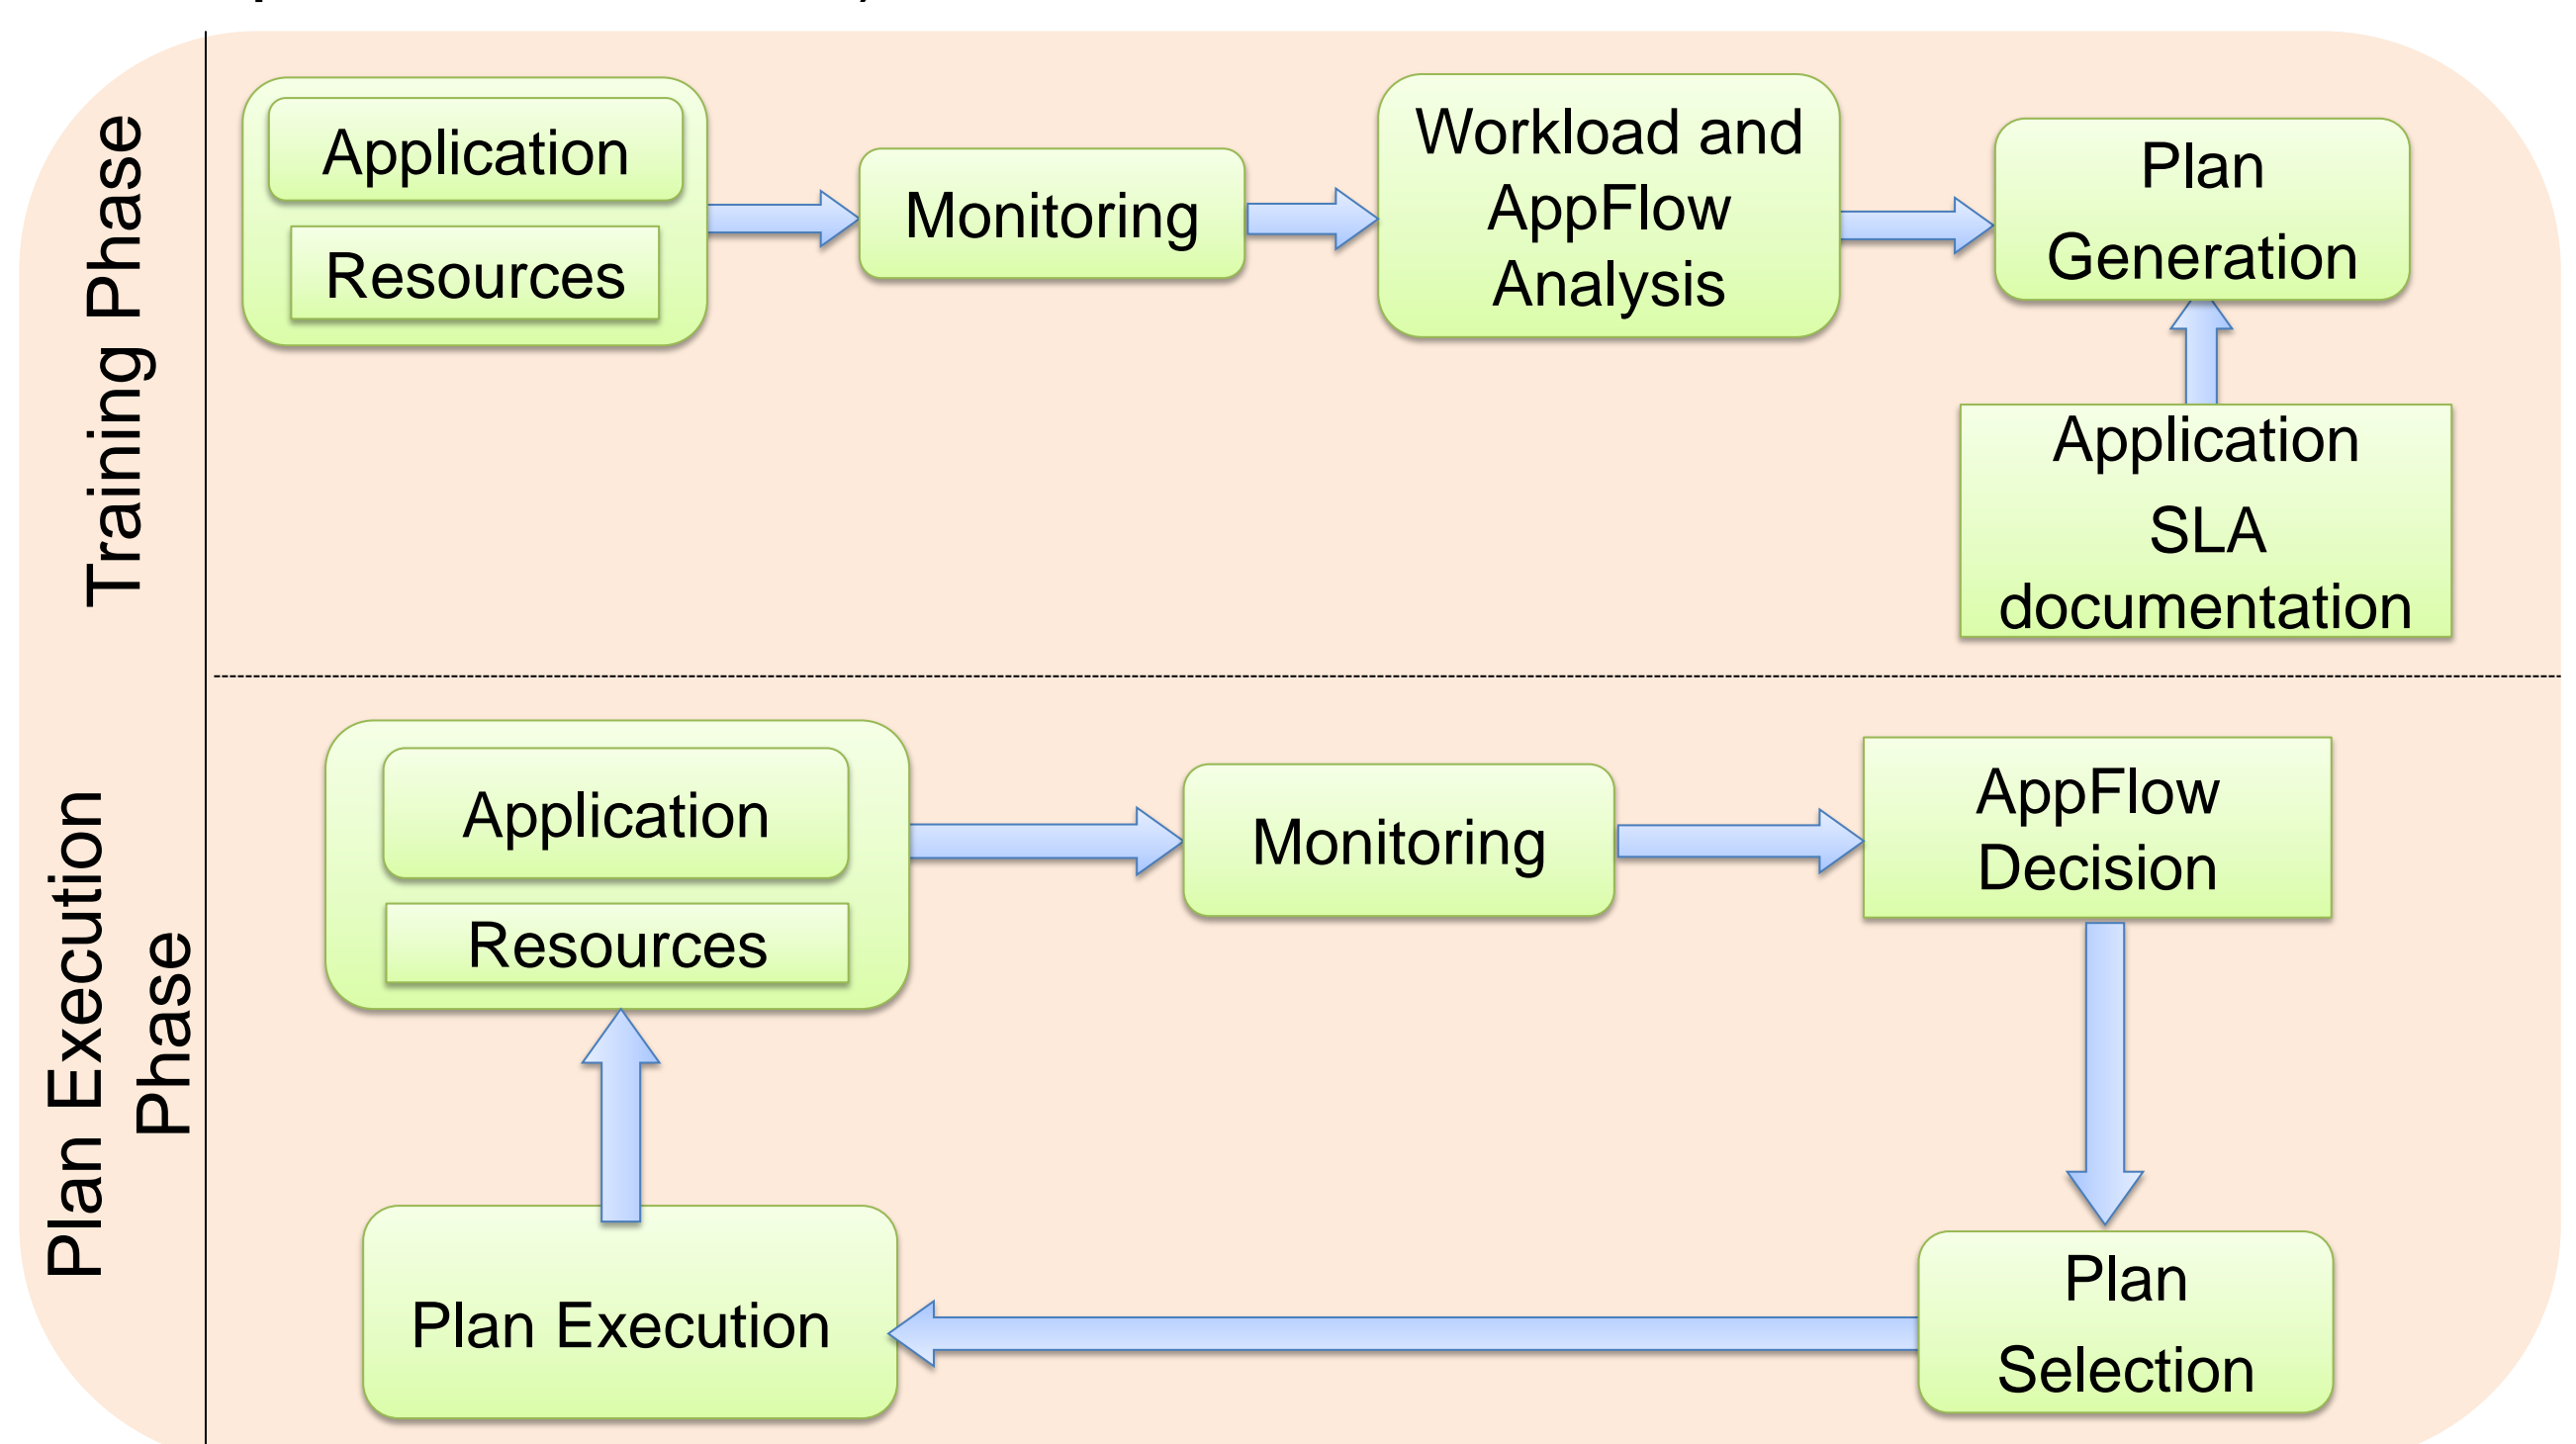 Training Phase
Application
Resources
Monitoring
Workload and
AppFlow
Analysis
Plan
Generation
Application
SLA
documentation
Plan Execution
Phase
Application
Resources
Monitoring
AppFlow
Decision
Plan Execution
Plan
Selection